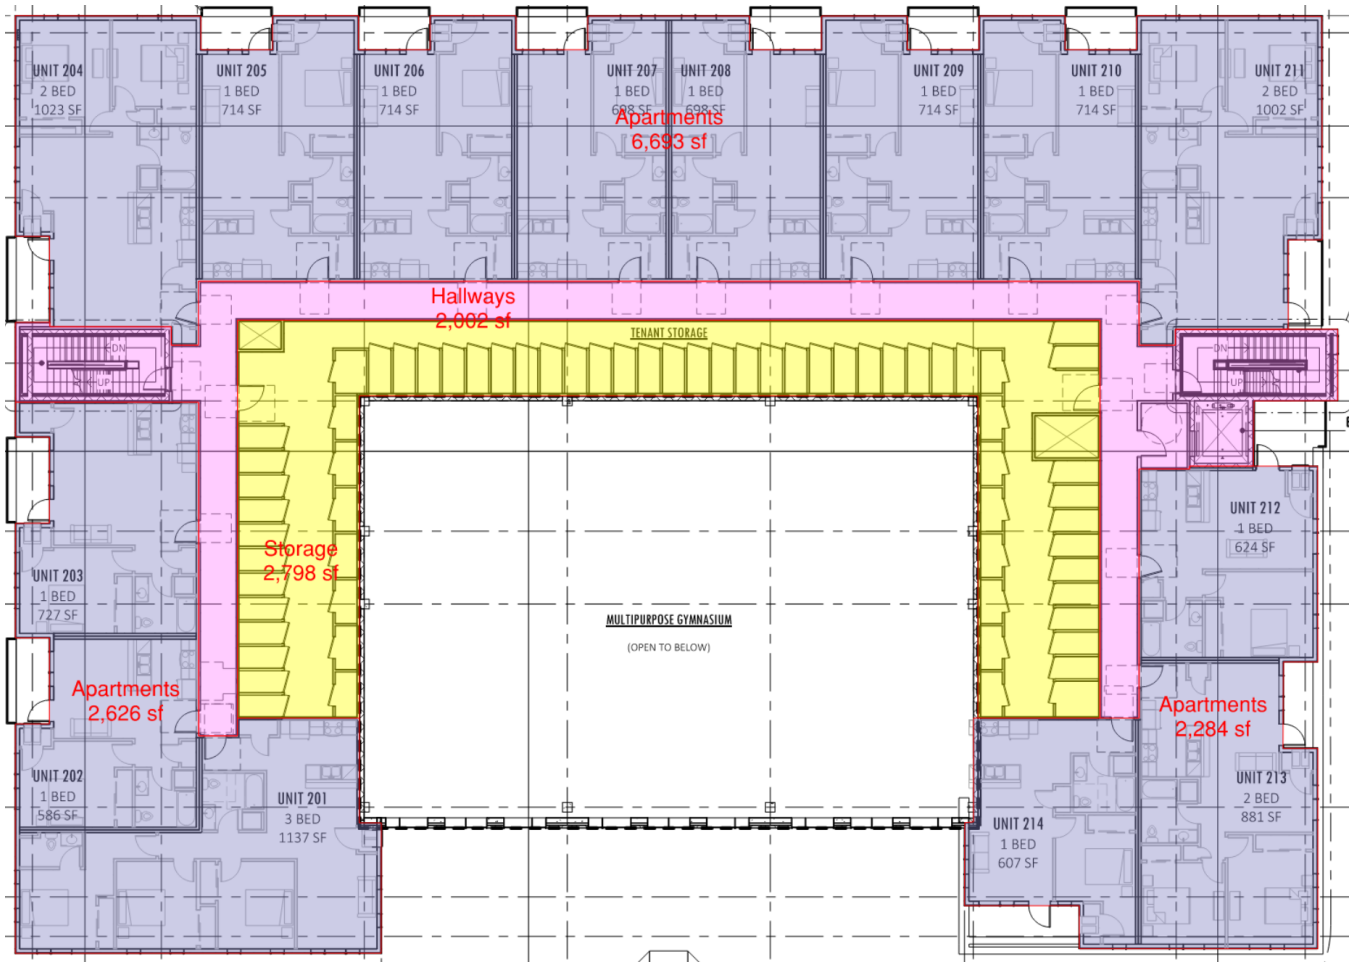 UNIT 204
2 BED
1023 SF
UNIT 205
1 BED
714 SF
UNIT 206
1 BED
714 SF
UNIT 207
1 BED
698 SF
UNIT 208
1 BED
698 SF
UNIT 209
1 BED
714 SF
UNIT 210
1 BED
714 SF
UNIT 211
2 BED
1002 SF
Apartments
6,693 sf
Hallways
2,002 sf
TENANT STORAGE
DN
UP
DN
UP
Storage
2,798 sf
UNIT 203
1 BED
727 SF
UNIT 212
1 BED
624 SF
MULTIPURPOSE GYMNASIUM
(OPEN TO BELOW)
Apartments
2,626 sf
Apartments
2,284 sf
UNIT 202
1 BED
586 SF
UNIT 201
3 BED
1137 SF
UNIT 214
1 BED
607 SF
UNIT 213
2 BED
881 SF